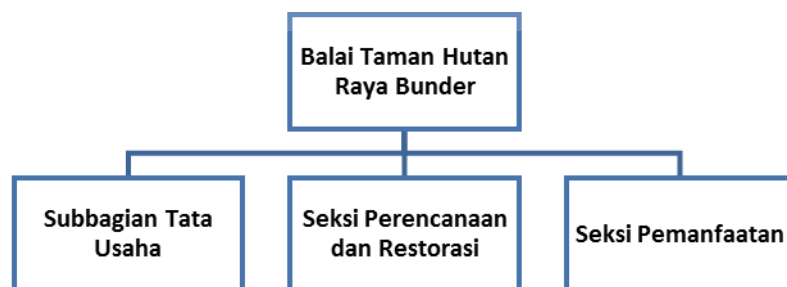 Balai Taman Hutan
Raya Bunder
Subbagian Tata
Usaha
Seksi Perencanaan
dan Restorasi
Seksi Pemanfaatan